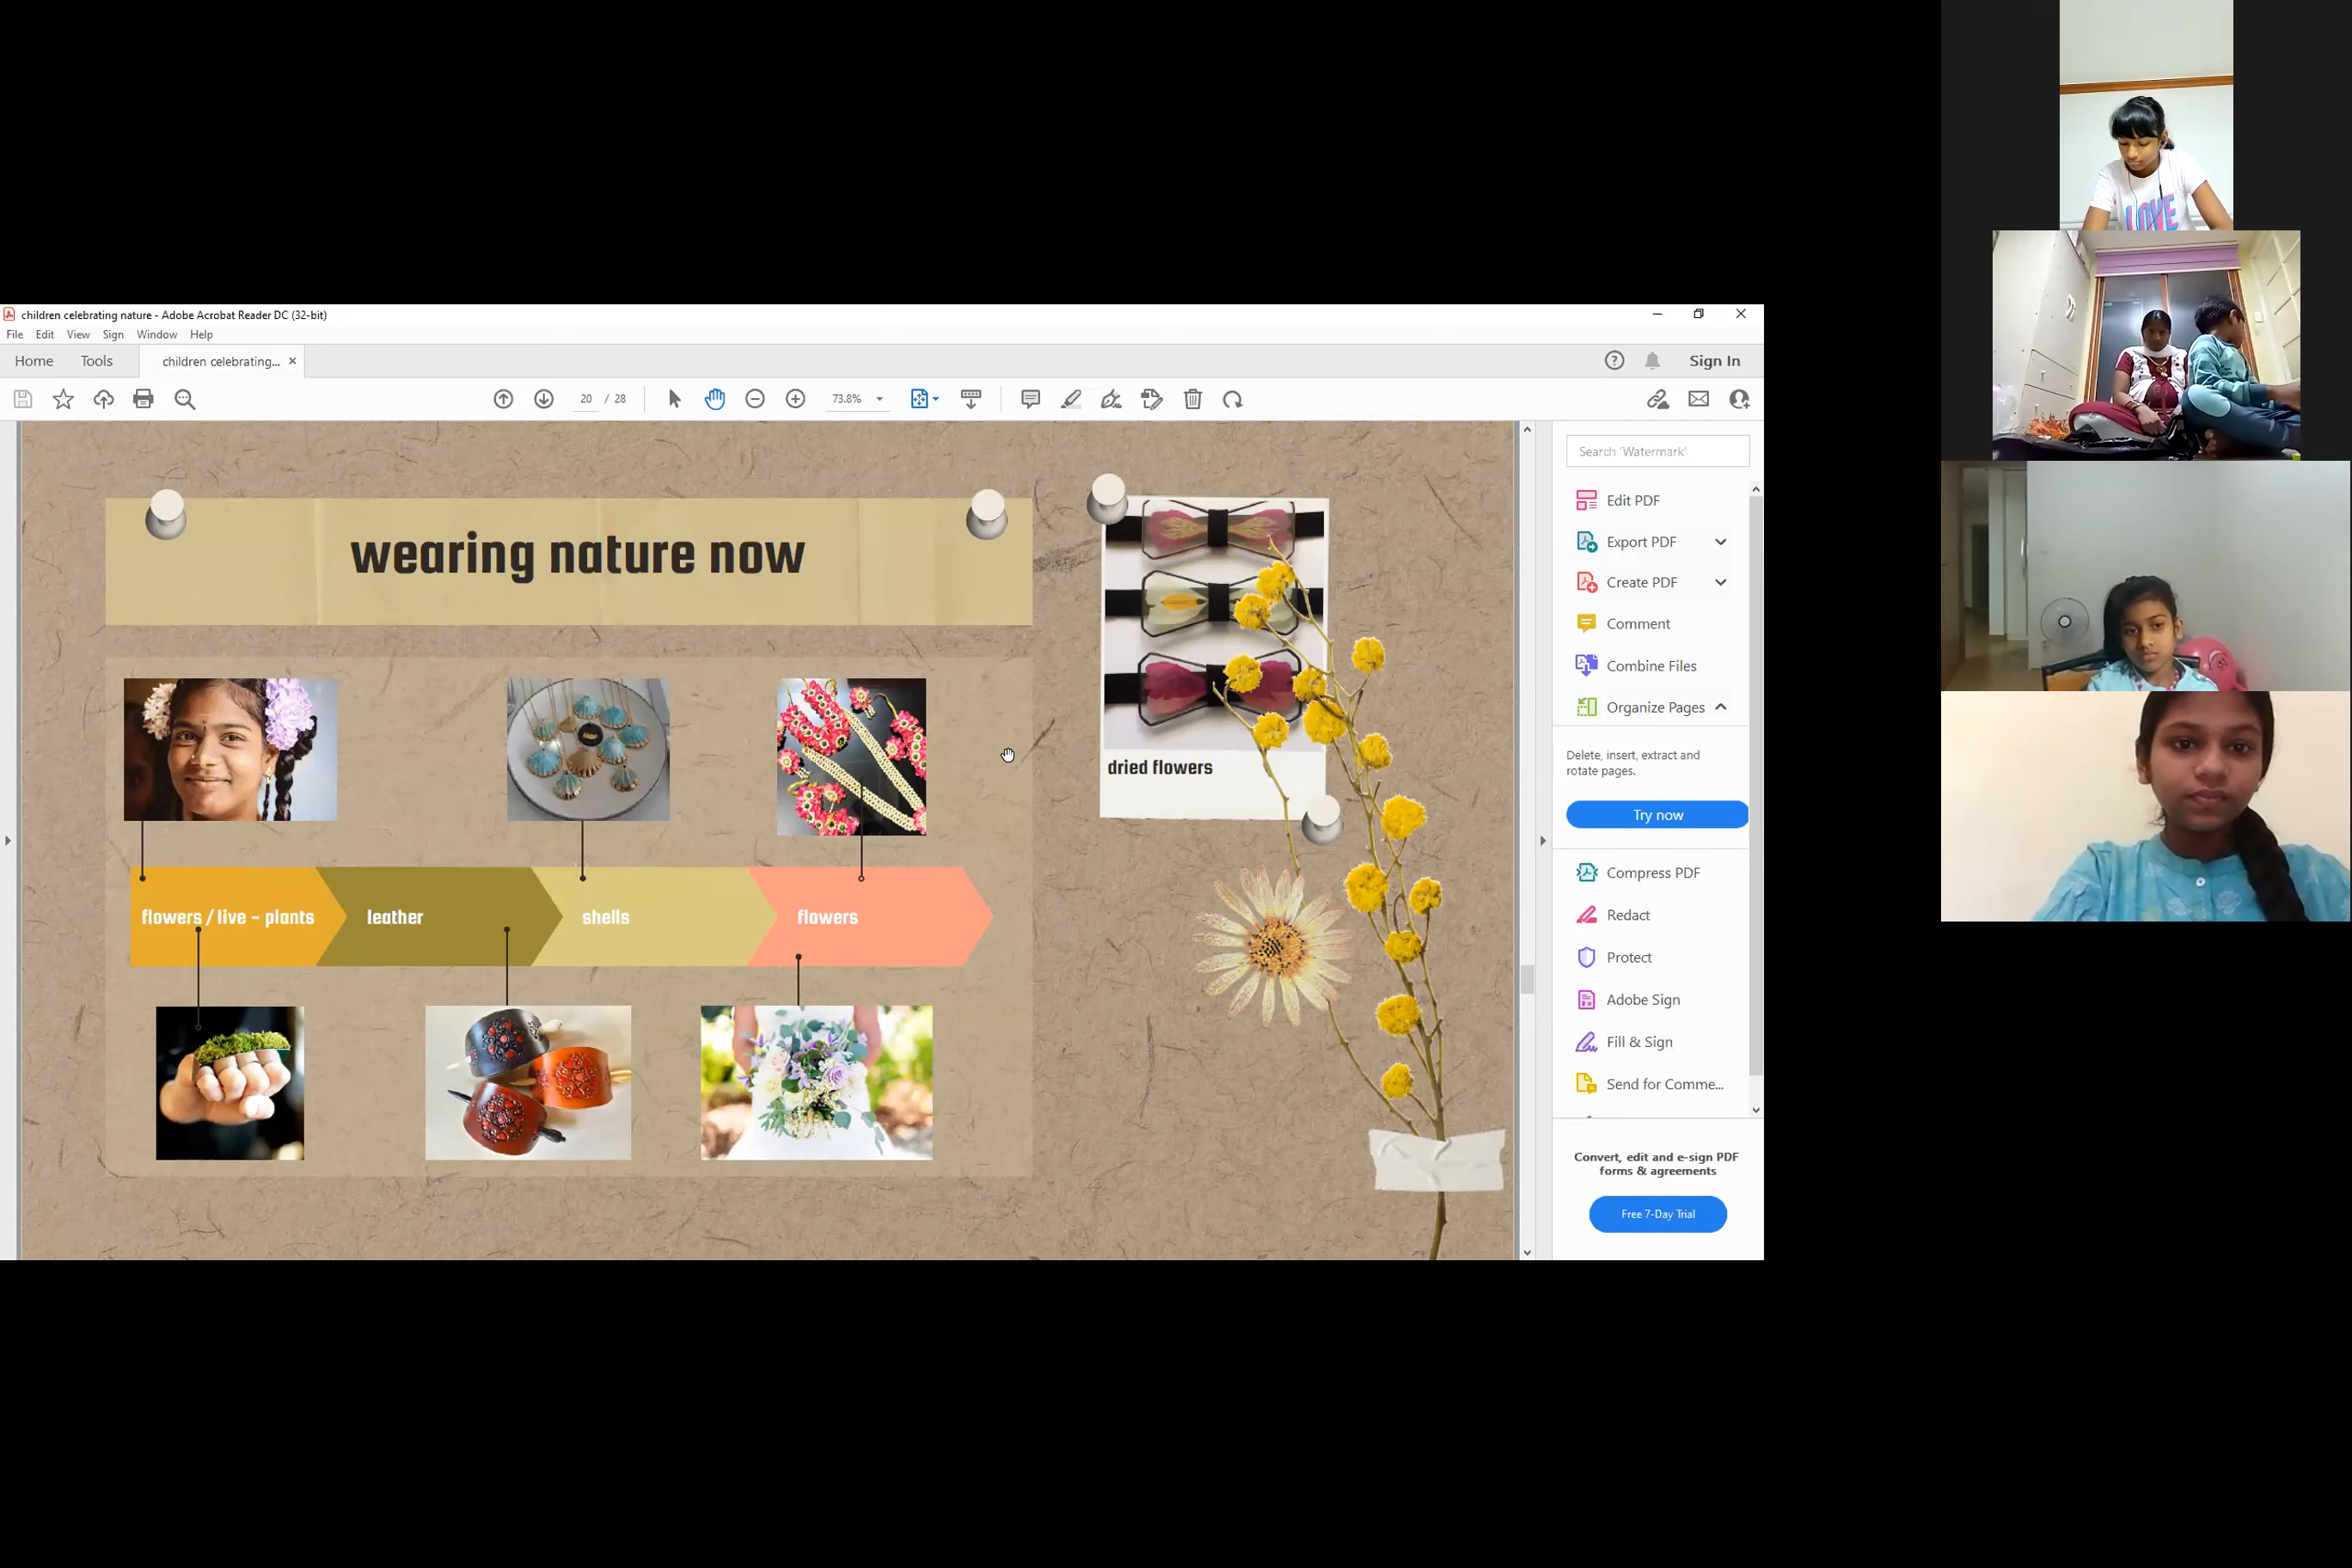 children celebrating nature - Adobe Acrobat Reader DC (32-bit)
File Edit View Sign Window Help
Home Tools children celebrating... ×
Sign In
20 / 28
73.8%
wearing nature now
dried flowers
flowers / live - plants
leather
shells
flowers
Search 'Watermark'
Edit PDF
Export PDF
Create PDF
Comment
Combine Files
Organize Pages
Delete, insert, extract and
rotate pages.
Try now
Compress PDF
Redact
Protect
Adobe Sign
Fill & Sign
Send for Comme...
Convert, edit and e-sign PDF
forms & agreements
Free 7-Day Trial
LOVE